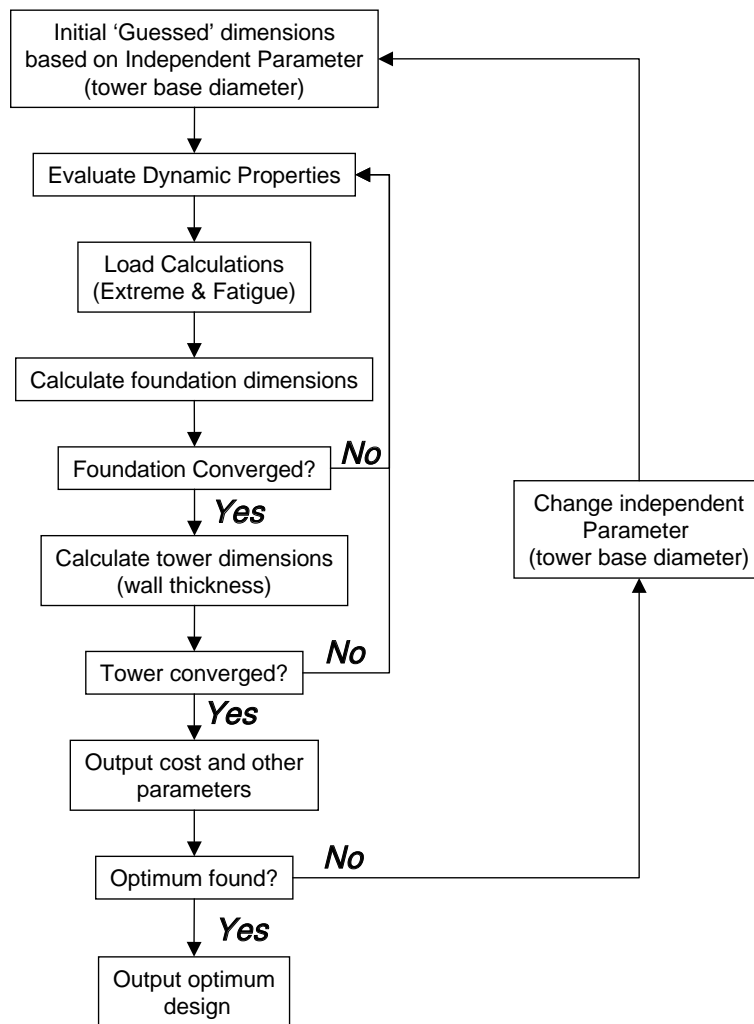 Initial ‘Guessed’ dimensions
based on Independent Parameter
(tower base diameter)
Evaluate Dynamic Properties
Load Calculations
(Extreme & Fatigue)
Calculate foundation dimensions
Foundation Converged?
No
Yes
Calculate tower dimensions
(wall thickness)
Tower converged?
No
Yes
Output cost and other
parameters
Optimum found?
No
Yes
Output optimum
design
Change independent
Parameter
(tower base diameter)